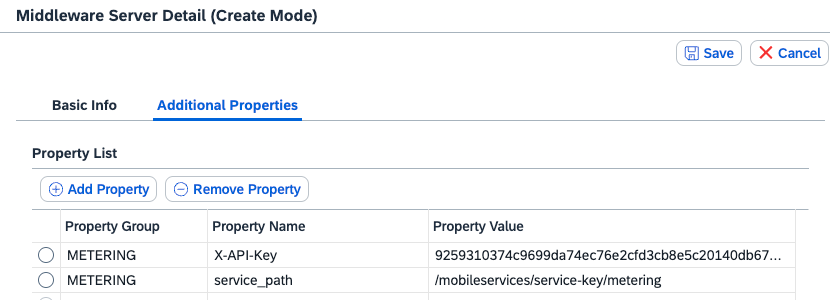 Middleware Server Detail (Create Mode)
Save Cancel
Basic Info Additional Properties
Property List
Add Property Remove Property
Property Group Property Name Property Value
METERING X-API-Key 9259310374c9699da74ec76e2cfd3cb8e5c20140db67...
METERING service_path /mobileservices/service-key/metering